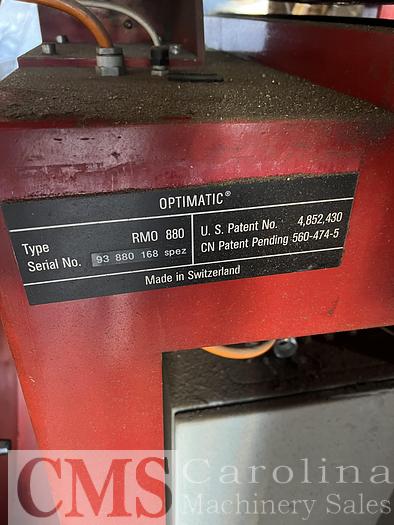 OPTIMATIC®
Type RMO 880
Serial No. 93 880 168 spez
U. S. Patent No. 4,852,430
CN Patent Pending 560-474-5
Made in Switzerland
CMS Carolina
Machinery Sales